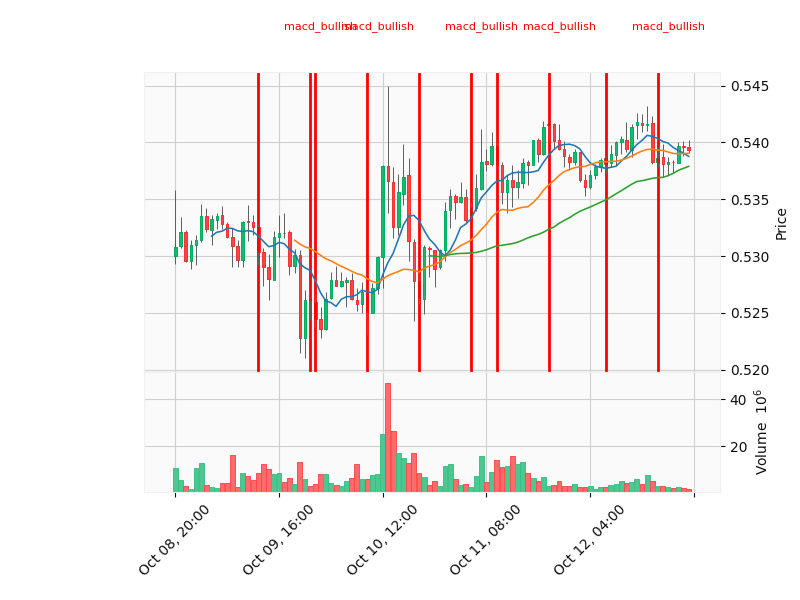 macd_bullish macd_bullish macd_bullish macd_bullish macd_bullish
0.545
0.540
0.535
0.530
0.525
0.520
Price
40
20
Volume 10^6
Oct 08, 20:00
Oct 09, 16:00
Oct 10, 12:00
Oct 11, 08:00
Oct 12, 04:00